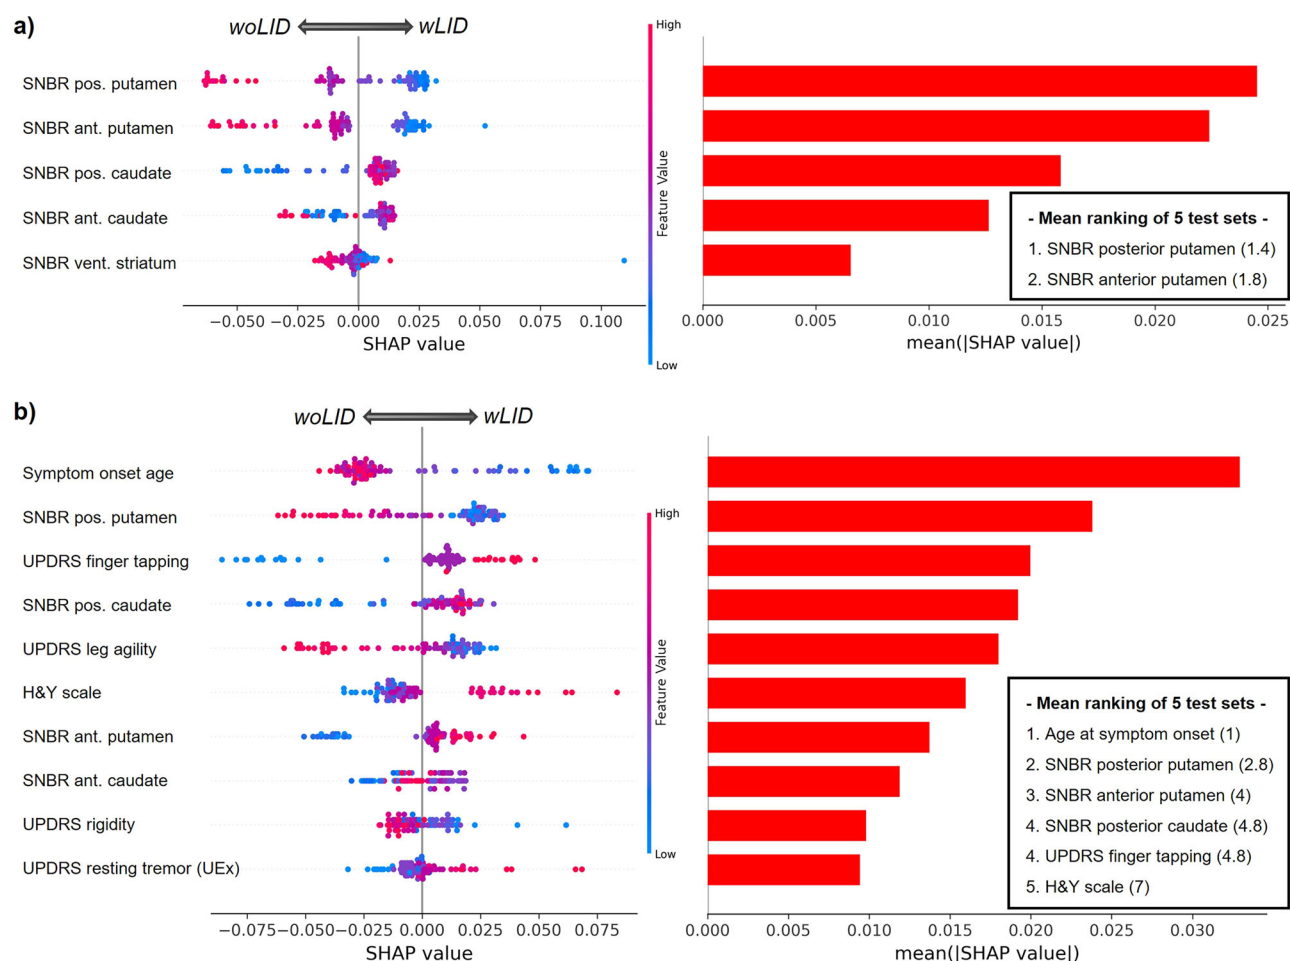 a)
woLID
wLID
SNBR pos. putamen
SNBR ant. putamen
SNBR pos. caudate
SNBR ant. caudate
SNBR vent. striatum
−0.050
−0.025
0.000
0.025
0.050
0.075
0.100
SHAP value
High
Feature Value
Low
- Mean ranking of 5 test sets -
1. SNBR posterior putamen (1.4)
2. SNBR anterior putamen (1.8)
0.000
0.005
0.010
0.015
0.020
0.025
mean(|SHAP value|)
b)
woLID
wLID
Symptom onset age
SNBR pos. putamen
UPDRS finger tapping
SNBR pos. caudate
UPDRS leg agility
H&Y scale
SNBR ant. putamen
SNBR ant. caudate
UPDRS rigidity
UPDRS resting tremor (UEx)
−0.075
−0.050
−0.025
0.000
0.025
0.050
0.075
SHAP value
High
Feature Value
Low
- Mean ranking of 5 test sets -
1. Age at symptom onset (1)
2. SNBR posterior putamen (2.8)
3. SNBR anterior putamen (4)
4. SNBR posterior caudate (4.8)
4. UPDRS finger tapping (4.8)
5. H&Y scale (7)
0.000
0.005
0.010
0.015
0.020
0.025
0.030
mean(|SHAP value|)